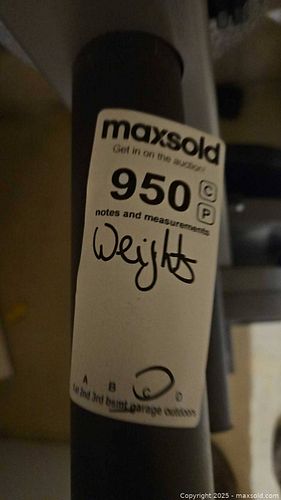 maxsold
Get in on the auction!
950 C
P
notes and measurements
Weights
A B C D
1st 2nd 3rd bsmt garage outdoors
Copyright © 2025 - maxsold.com